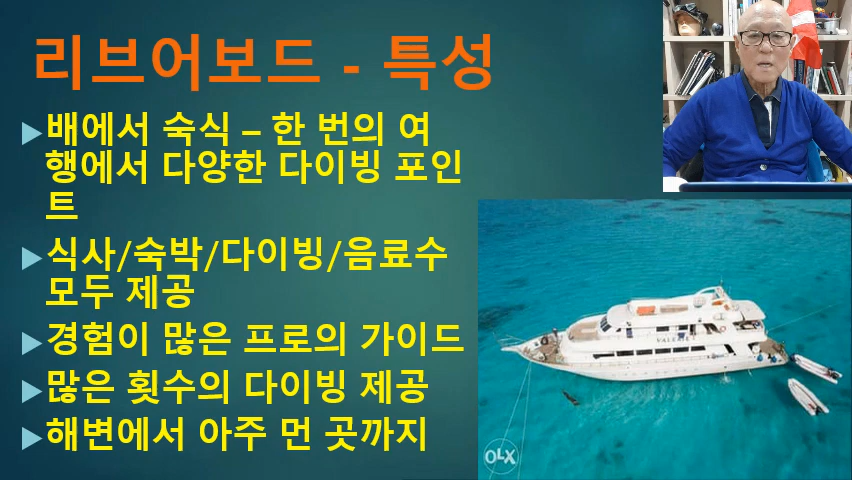 리브어보드 - 특성
▶배에서 숙식 – 한 번의 여
행에서 다양한 다이빙 포인
트
▶식사/숙박/다이빙/음료수
모두 제공
▶경험이 많은 프로의 가이드
▶많은 횟수의 다이빙 제공
▶해변에서 아주 먼 곳까지
OLX